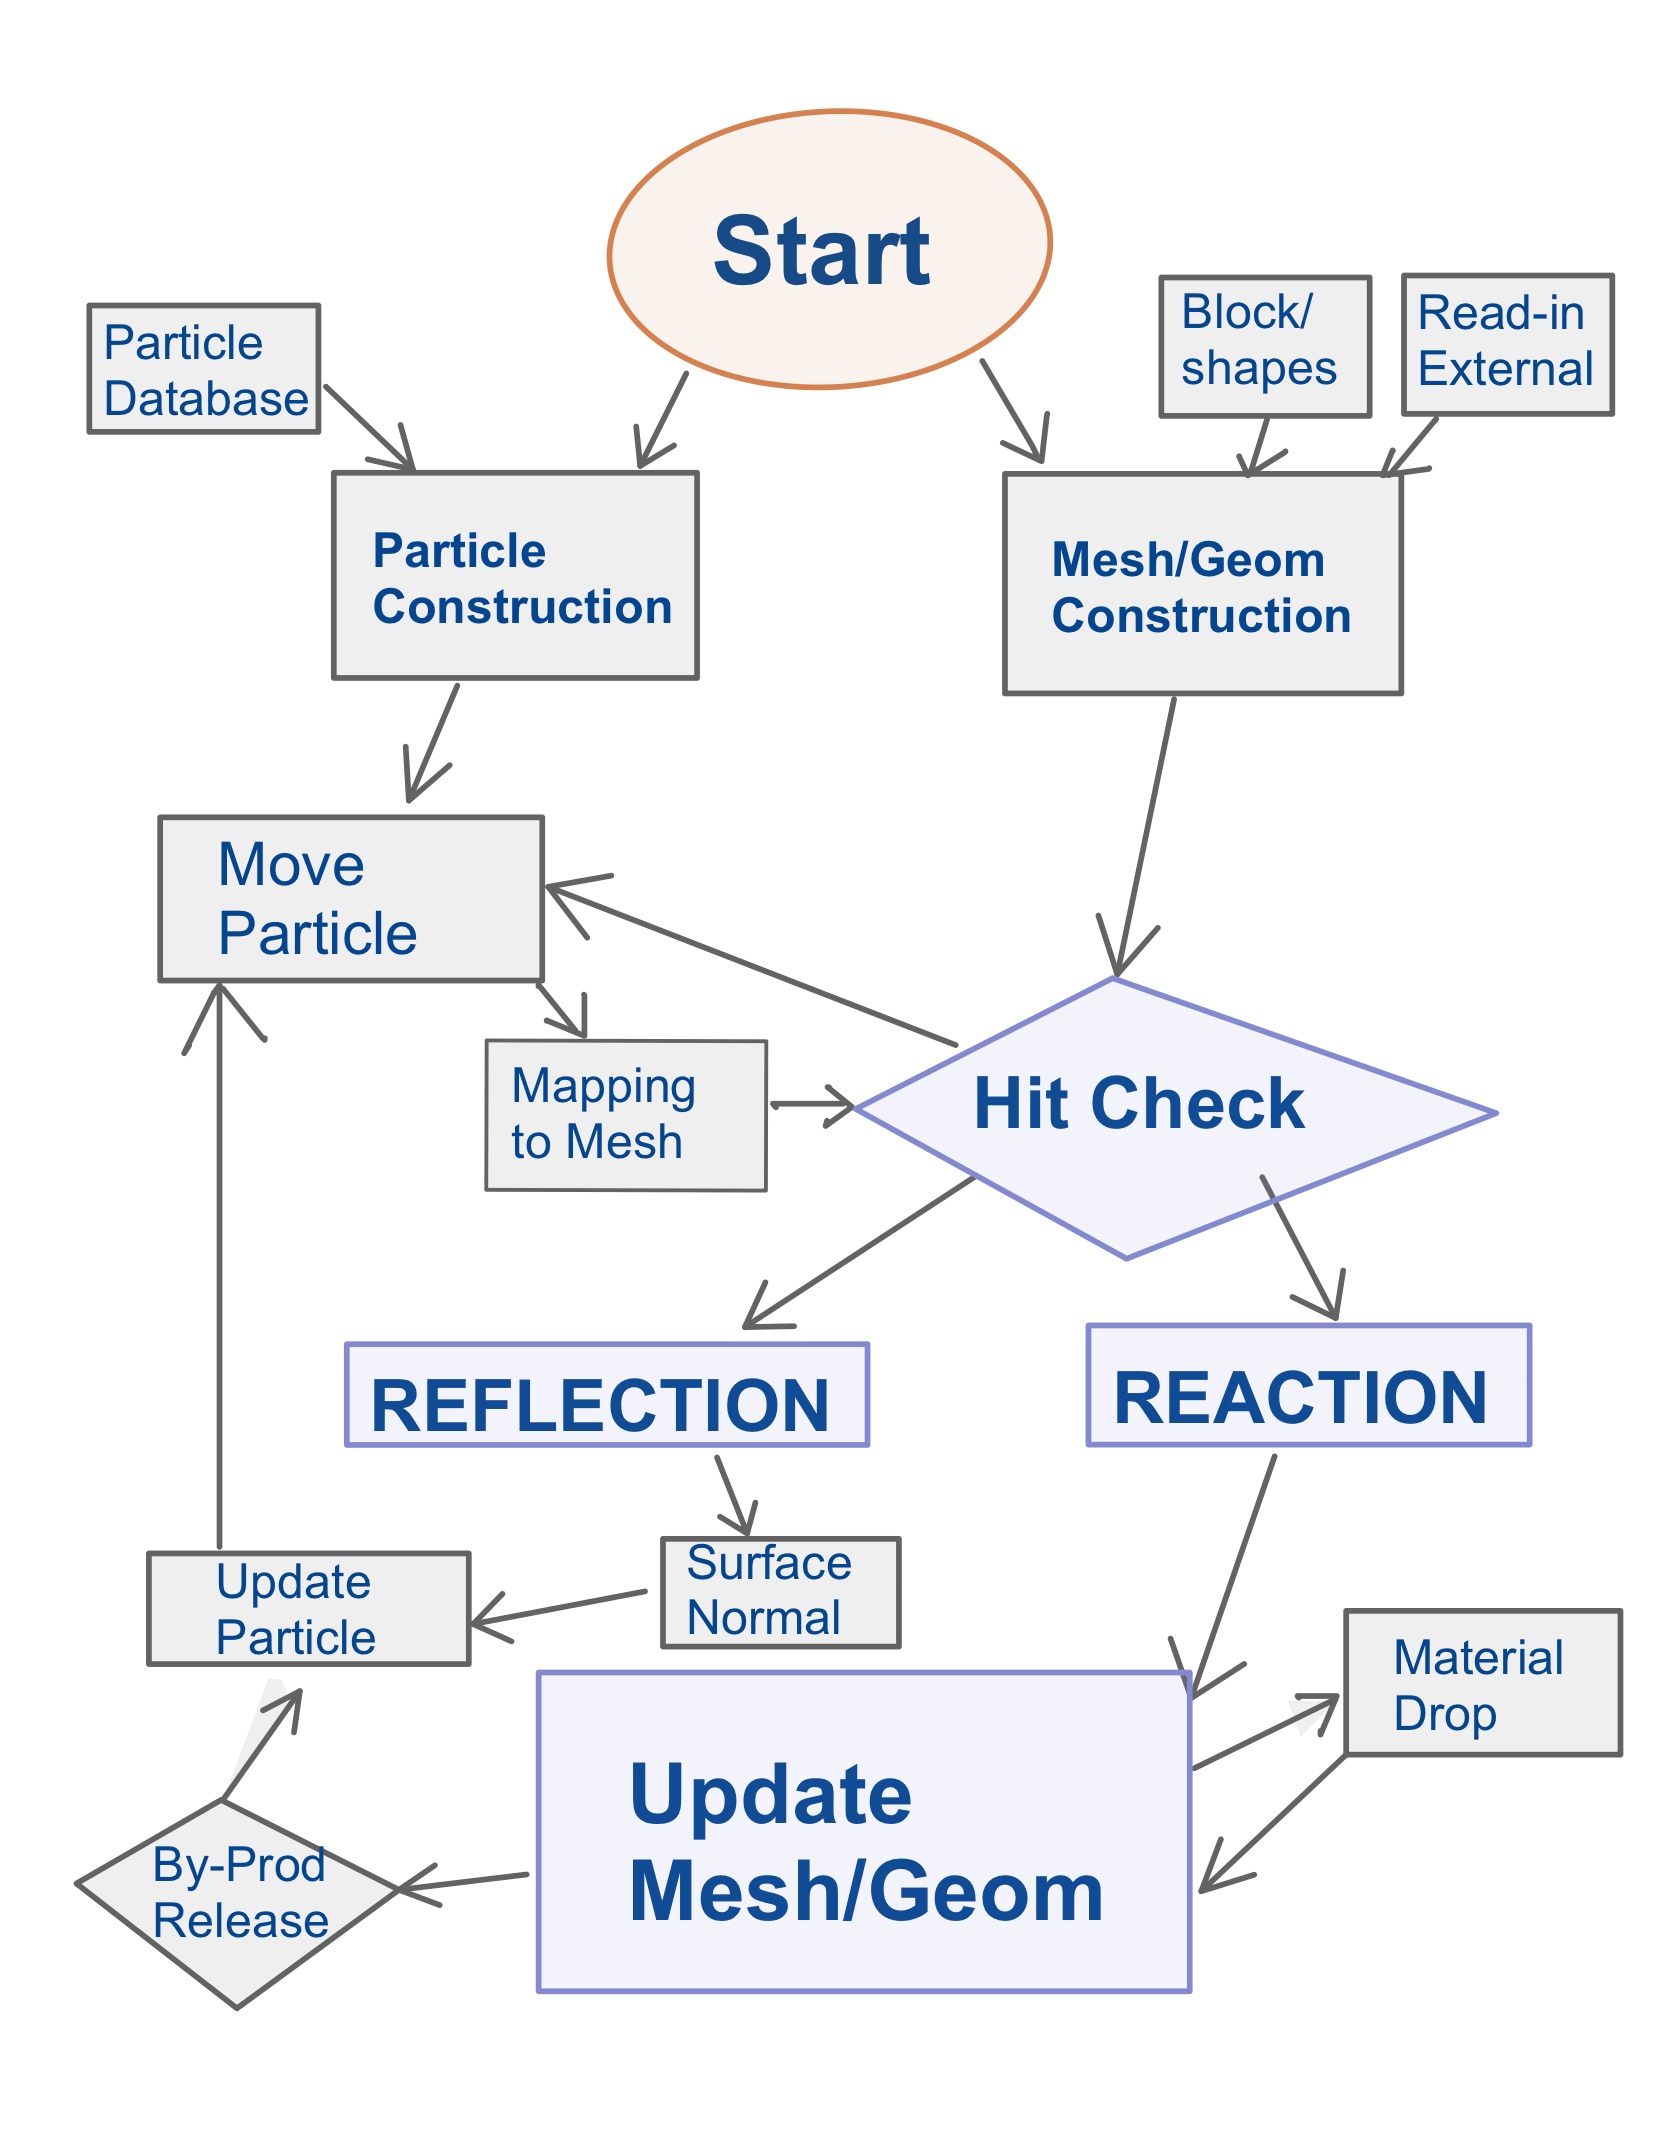 Start
Particle
Database
Block/
shapes
Read-in
External
Particle
Construction
Mesh/Geom
Construction
Move
Particle
Mapping
to Mesh
Hit Check
REFLECTION
REACTION
Surface
Normal
Update
Particle
Material
Drop
Update
Mesh/Geom
By-Prod
Release